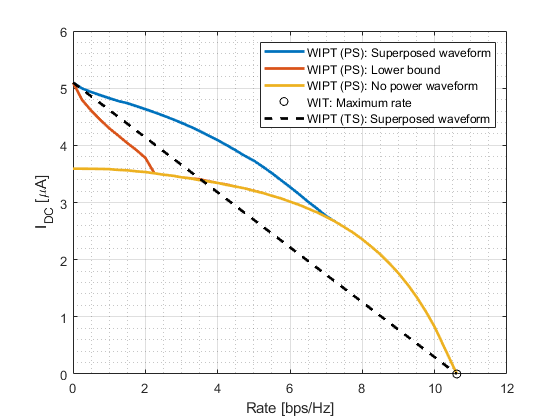 6
5
4
3
2
1
0
I_DC [μA]
WIPT (PS): Superposed waveform
WIPT (PS): Lower bound
WIPT (PS): No power waveform
WIT: Maximum rate
WIPT (TS): Superposed waveform
0 2 4 6 8 10 12
Rate [bps/Hz]